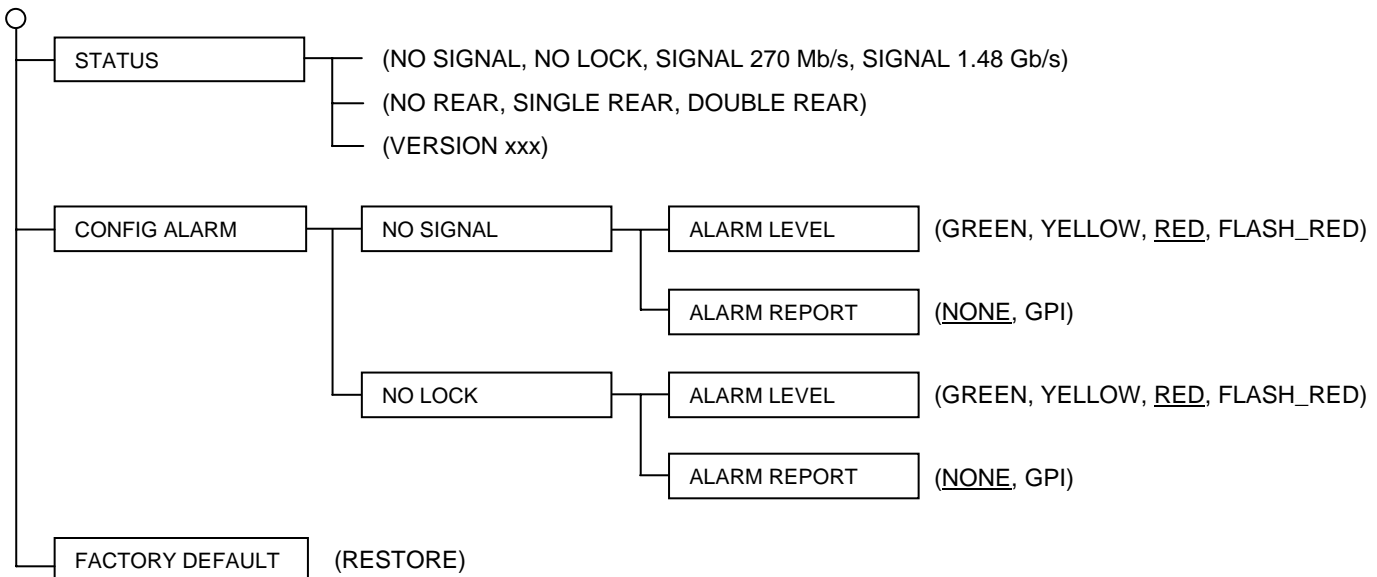 STATUS
(NO SIGNAL, NO LOCK, SIGNAL 270 Mb/s, SIGNAL 1.48 Gb/s)
(NO REAR, SINGLE REAR, DOUBLE REAR)
(VERSION xxx)
CONFIG ALARM
NO SIGNAL
ALARM LEVEL
(GREEN, YELLOW, RED, FLASH_RED)
ALARM REPORT
(NONE, GPI)
NO LOCK
ALARM LEVEL
(GREEN, YELLOW, RED, FLASH_RED)
ALARM REPORT
(NONE, GPI)
FACTORY DEFAULT
(RESTORE)